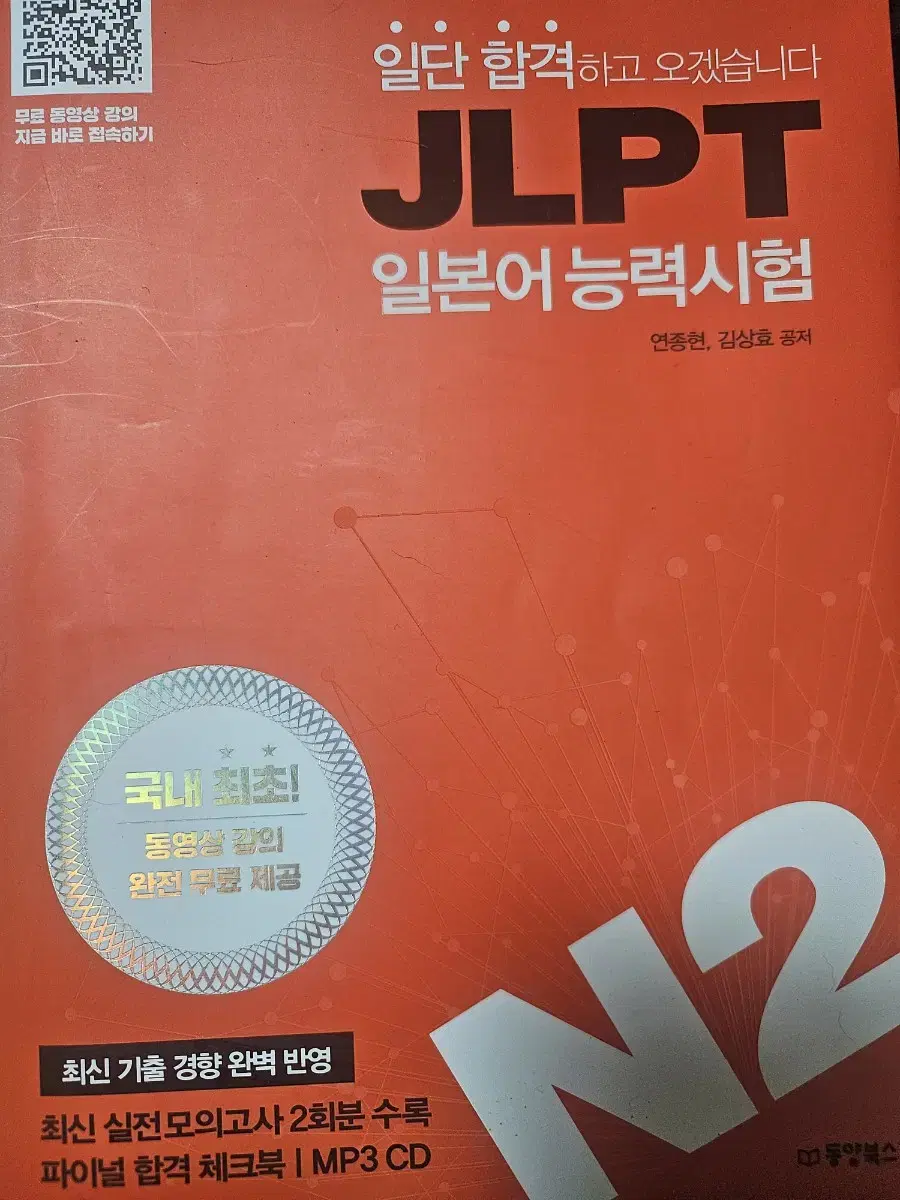 무료 동영상 강의
지금 바로 접속하기
일단 합격하고 오겠습니다
JLPT
일본어 능력시험
연종현, 김상효 공저
국내 최초!
동영상 강의
완전 무료 제공
N2
최신 기출 경향 완벽 반영
최신 실전모의고사 2회분 수록
파이널 합격 체크북 | MP3 CD
동양북스